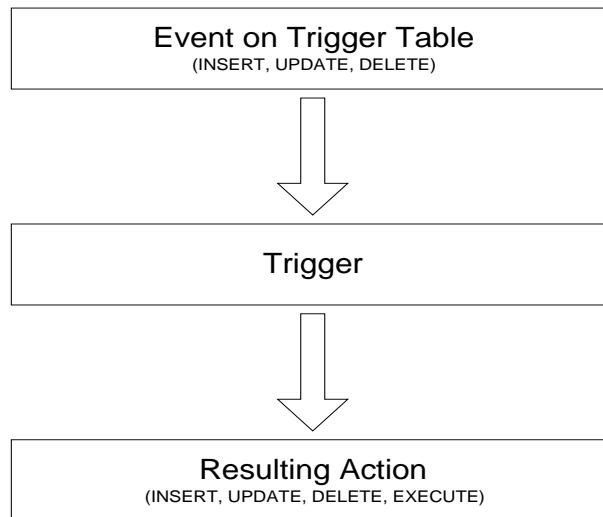 Event on Trigger Table
(INSERT, UPDATE, DELETE)
Trigger
Resulting Action
(INSERT, UPDATE, DELETE, EXECUTE)